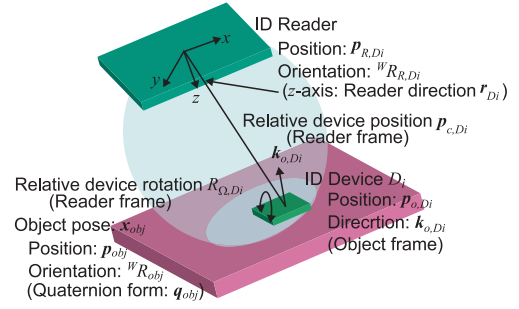 ID Reader
x
Position: p_{R,Di}
y
Orientation: ^{W}R_{R,Di}
z
(z-axis: Reader direction r_{Di})
Relative device position p_{c,Di}
(Reader frame)
k_{o,Di}
Relative device rotation R_{Ω,Di}
(Reader frame)
ID Device D_i
Position: p_{o,Di}
Direcrtion: k_{o,Di}
(Object frame)
Object pose: x_{obj}
Position: p_{obj}
Orientation: ^{W}R_{obj}
(Quaternion form: q_{obj})